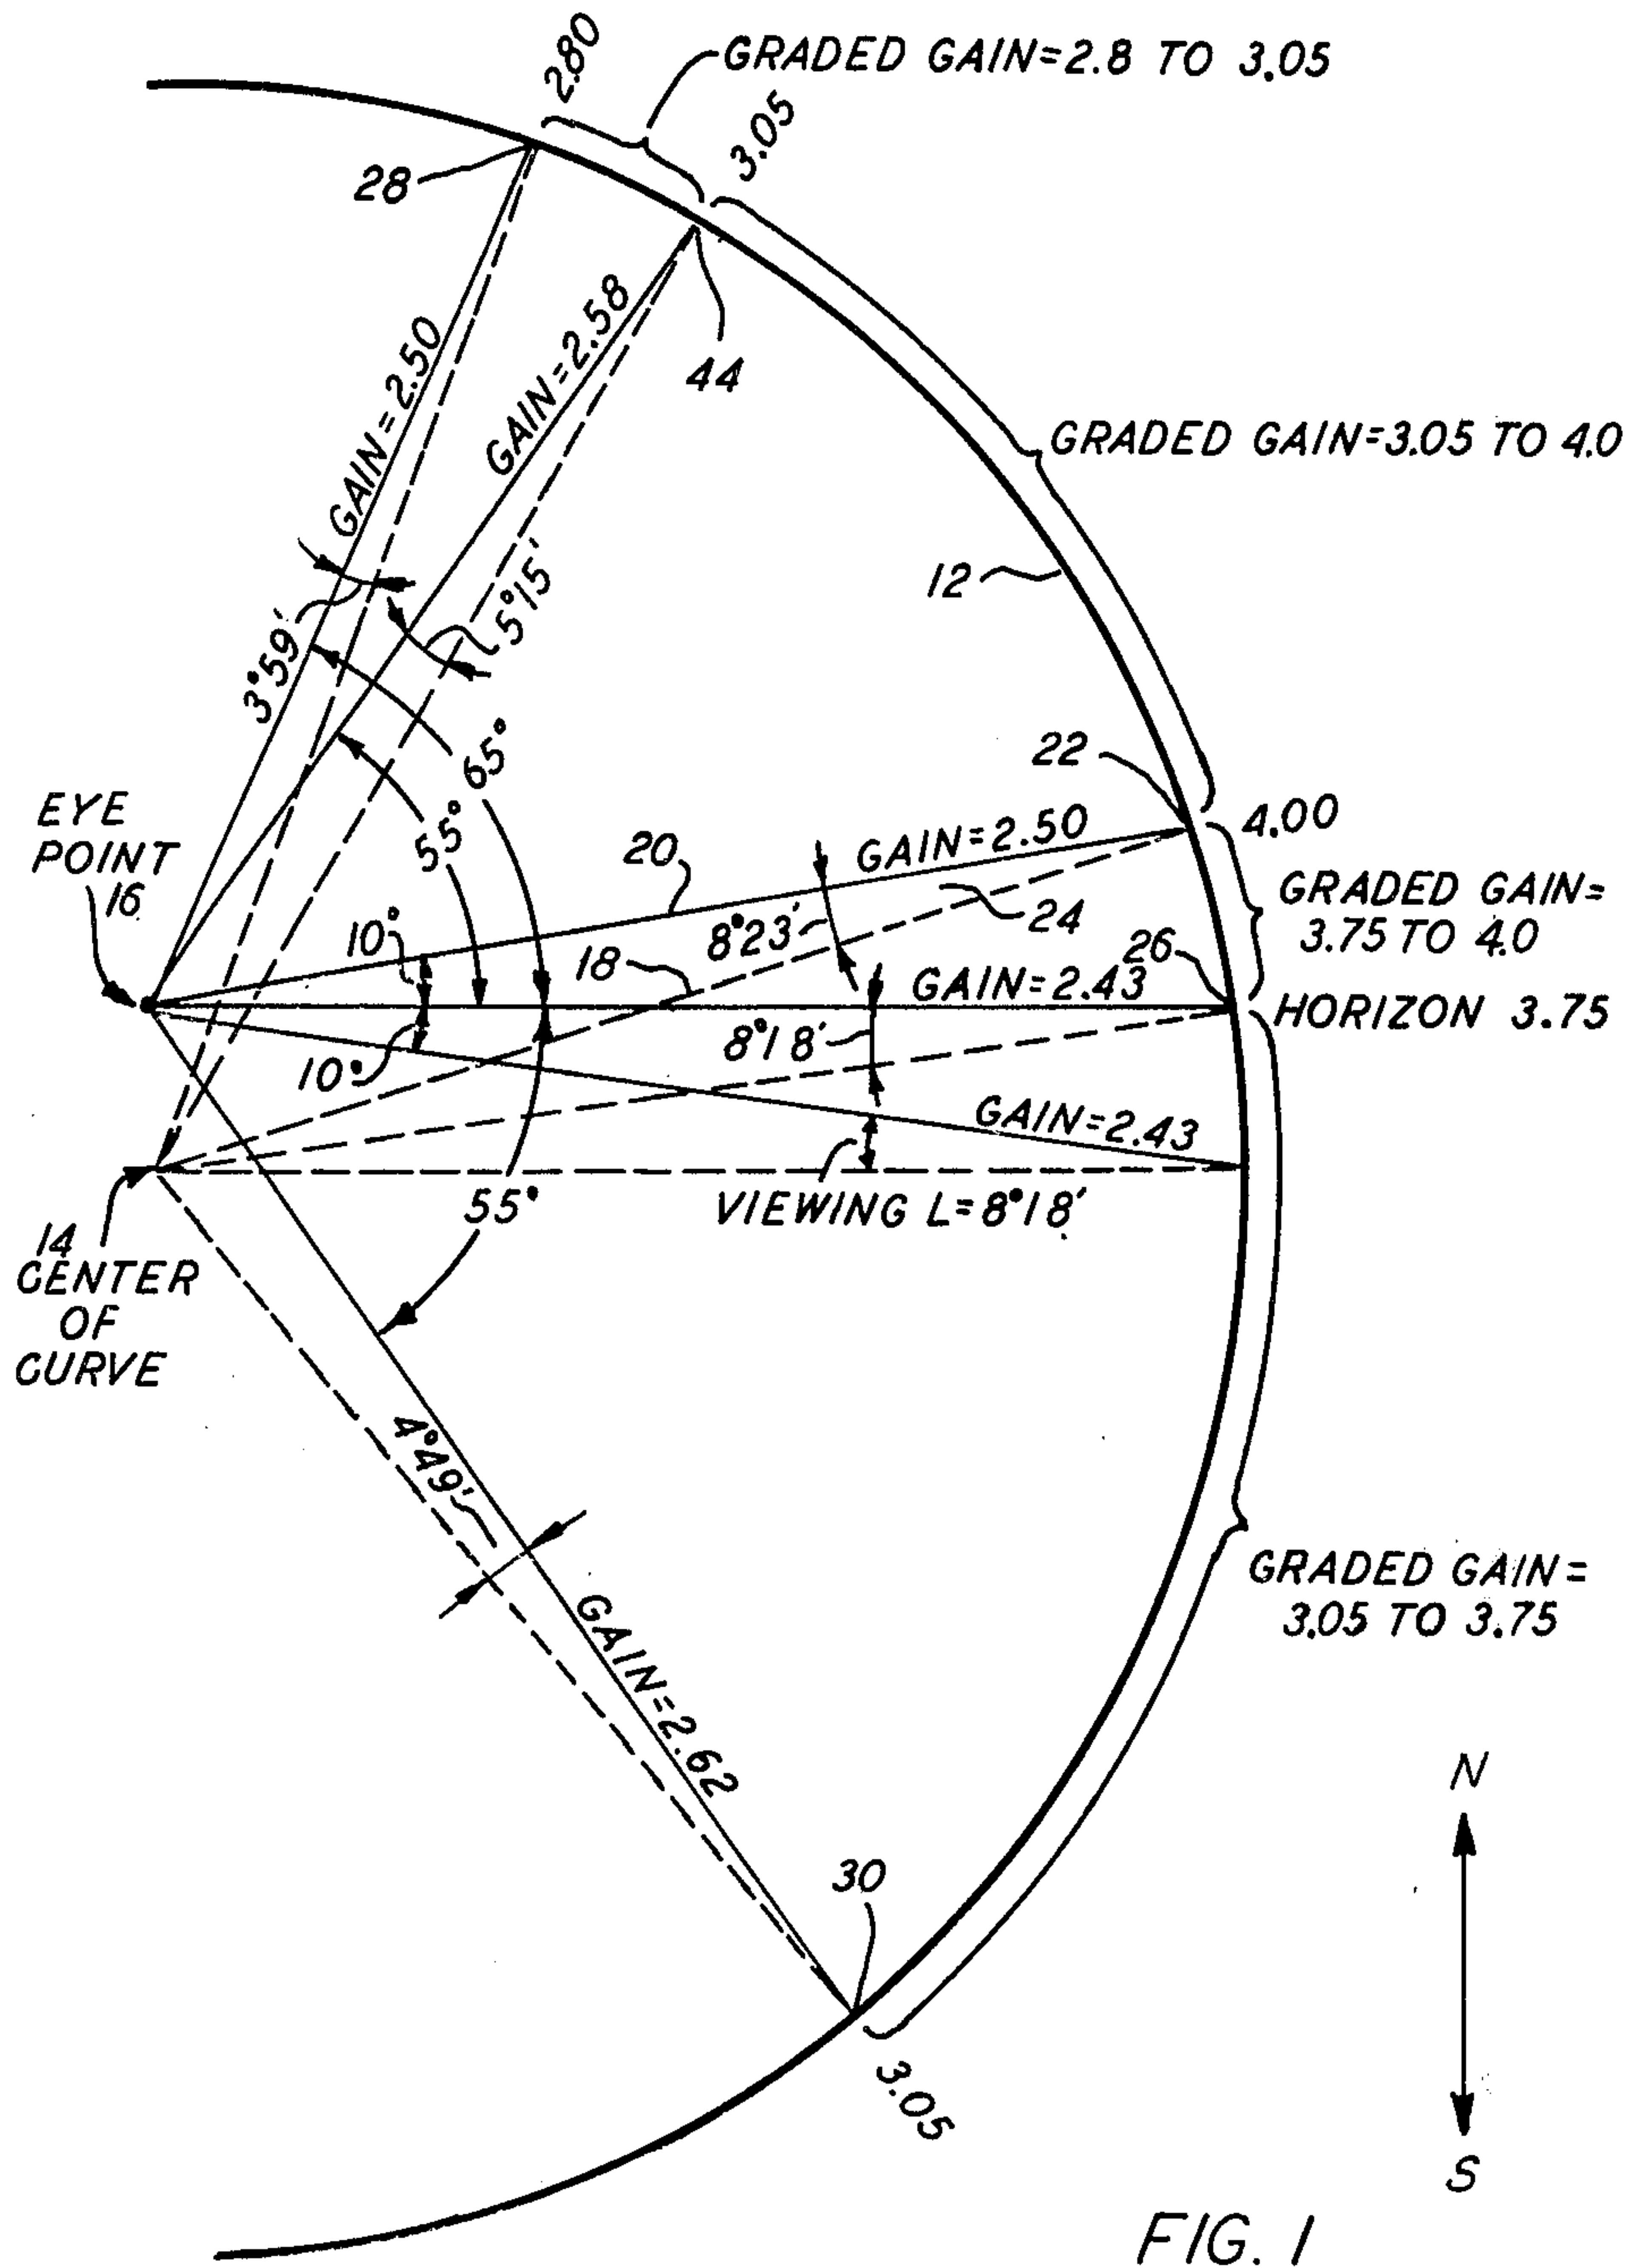 2.80
GRADED GAIN=2.8 TO 3.05
3.05
28
44
GAIN=2.50
GAIN=2.58
GRADED GAIN=3.05 TO 4.0
12
3°59'
5°15'
65°
55°
22
4.00
EYE
POINT
16
20
GAIN=2.50
GRADED GAIN=
3.75 TO 4.0
24
8°23'
10°
18
26
GAIN=2.43
HORIZON 3.75
8°18'
10°
GAIN=2.43
VIEWING L=8°18'
55°
14
CENTER
OF
CURVE
4°49'
GRADED GAIN=
3.05 TO 3.75
GAIN=2.62
30
3.05
N
S
FIG. 1